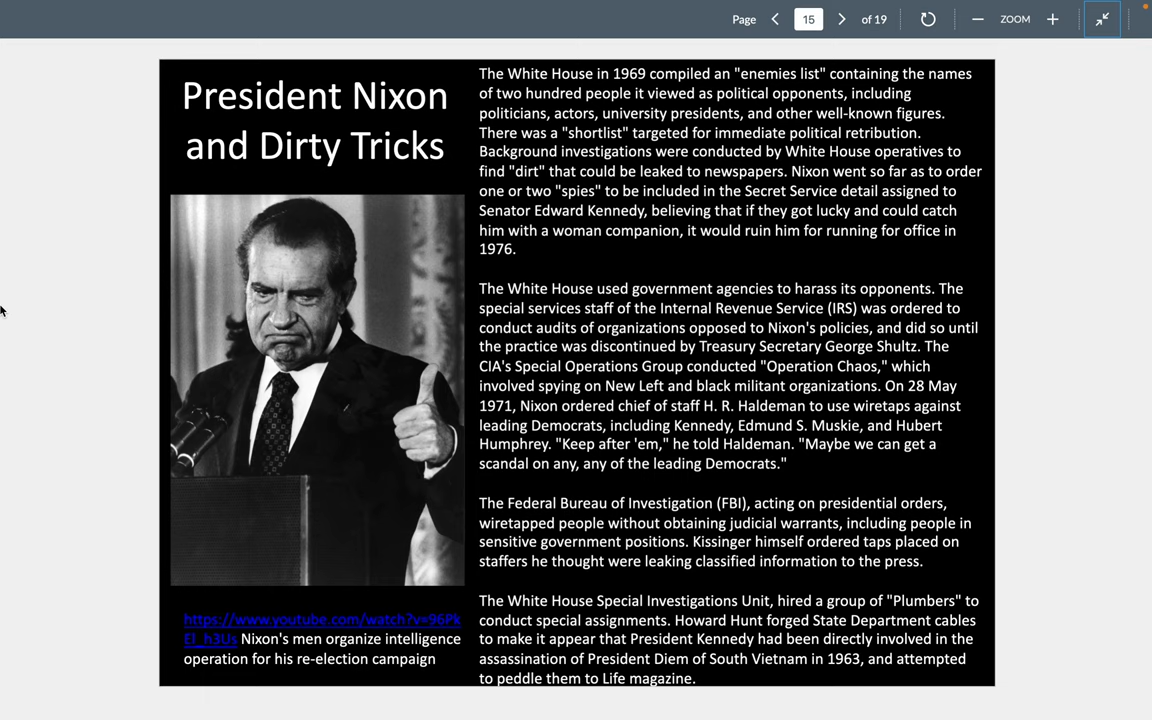 Page 15 of 19 ZOOM
President Nixon
and Dirty Tricks
https://www.youtube.com/watch?v=96Pk
El_h3Us Nixon's men organize intelligence
operation for his re-election campaign
The White House in 1969 compiled an "enemies list" containing the names
of two hundred people it viewed as political opponents, including
politicians, actors, university presidents, and other well-known figures.
There was a "shortlist" targeted for immediate political retribution.
Background investigations were conducted by White House operatives to
find "dirt" that could be leaked to newspapers. Nixon went so far as to order
one or two "spies" to be included in the Secret Service detail assigned to
Senator Edward Kennedy, believing that if they got lucky and could catch
him with a woman companion, it would ruin him for running for office in
1976.
The White House used government agencies to harass its opponents. The
special services staff of the Internal Revenue Service (IRS) was ordered to
conduct audits of organizations opposed to Nixon's policies, and did so until
the practice was discontinued by Treasury Secretary George Shultz. The
CIA's Special Operations Group conducted "Operation Chaos," which
involved spying on New Left and black militant organizations. On 28 May
1971, Nixon ordered chief of staff H. R. Haldeman to use wiretaps against
leading Democrats, including Kennedy, Edmund S. Muskie, and Hubert
Humphrey. "Keep after 'em," he told Haldeman. "Maybe we can get a
scandal on any, any of the leading Democrats."
The Federal Bureau of Investigation (FBI), acting on presidential orders,
wiretapped people without obtaining judicial warrants, including people in
sensitive government positions. Kissinger himself ordered taps placed on
staffers he thought were leaking classified information to the press.
The White House Special Investigations Unit, hired a group of "Plumbers" to
conduct special assignments. Howard Hunt forged State Department cables
to make it appear that President Kennedy had been directly involved in the
assassination of President Diem of South Vietnam in 1963, and attempted
to peddle them to Life magazine.